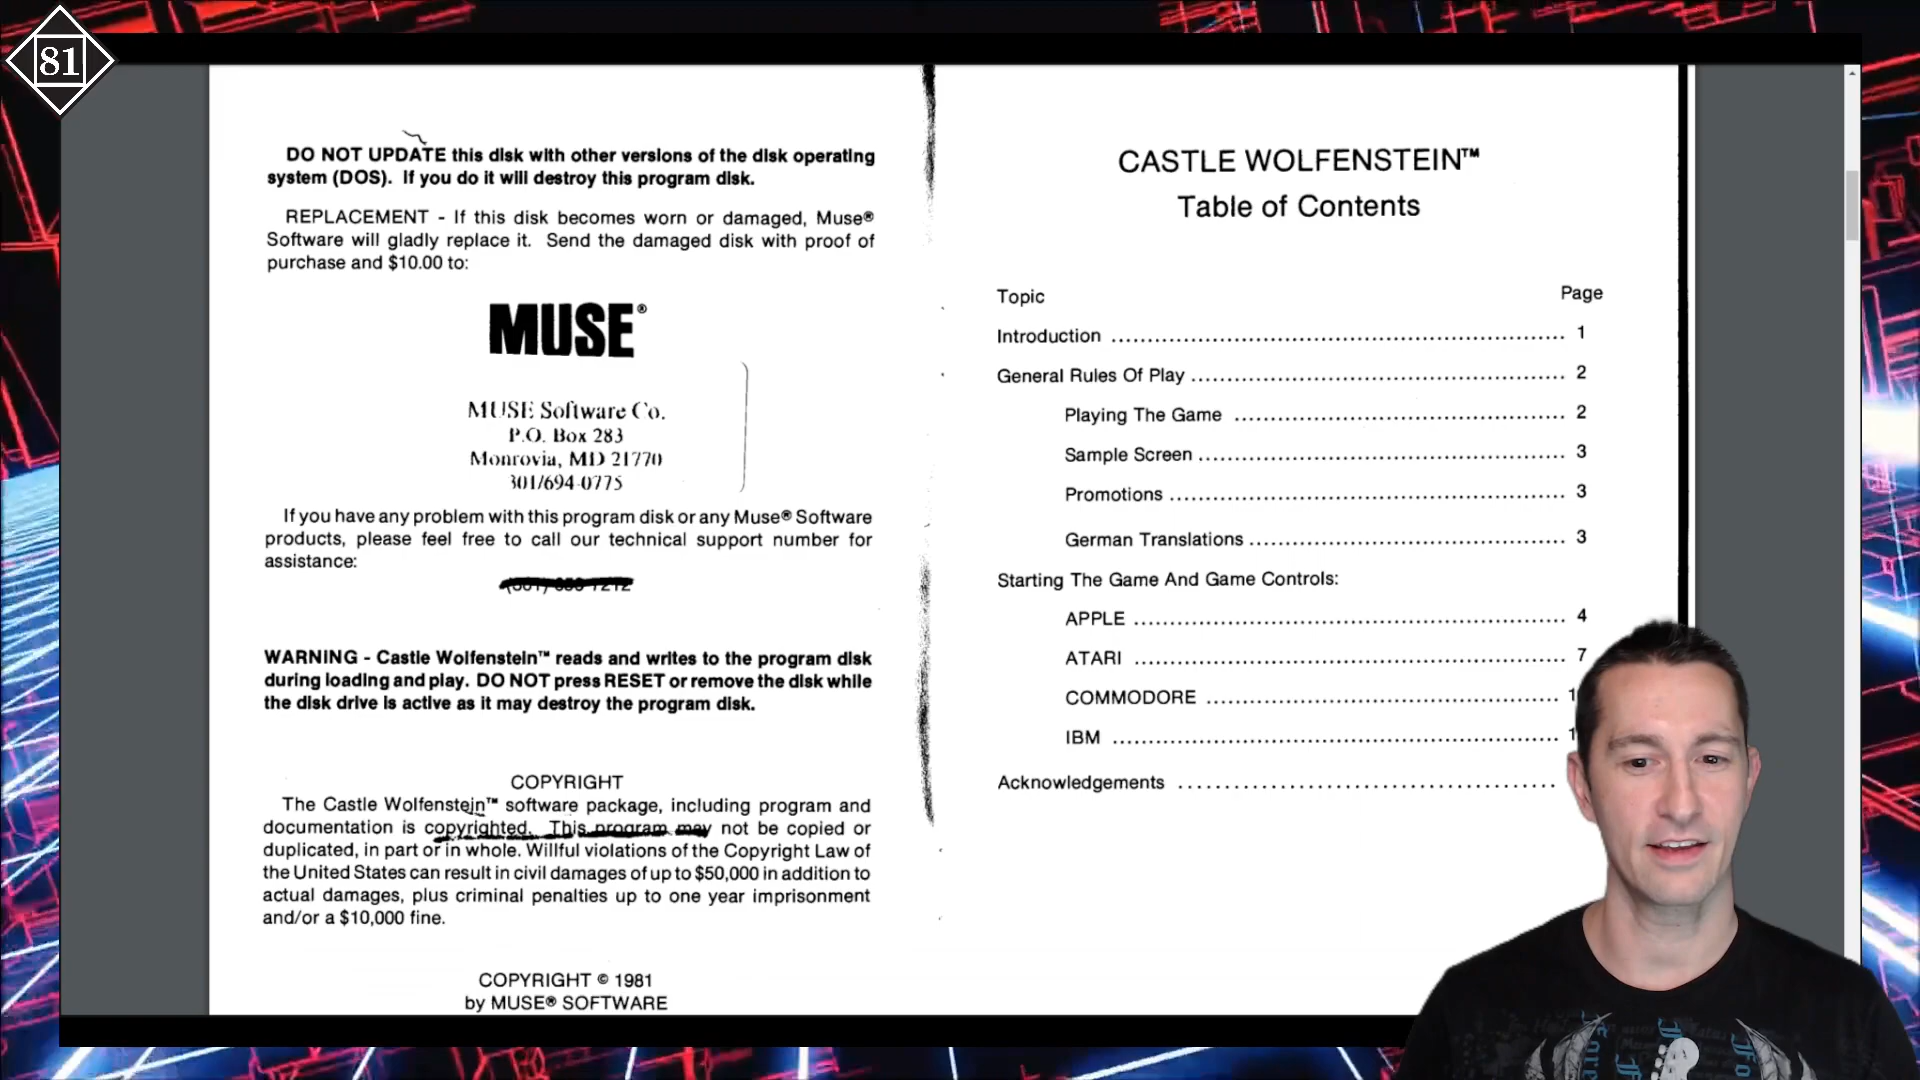 81
DO NOT UPDATE this disk with other versions of the disk operating
system (DOS). If you do it will destroy this program disk.
REPLACEMENT - If this disk becomes worn or damaged, Muse®
Software will gladly replace it. Send the damaged disk with proof of
purchase and $10.00 to:
MUSE®
MUSE Software Co.
P.O. Box 283
Monrovia, MD 21770
301/694-0775
If you have any problem with this program disk or any Muse® Software
products, please feel free to call our technical support number for
assistance:
WARNING - Castle Wolfenstein™ reads and writes to the program disk
during loading and play. DO NOT press RESET or remove the disk while
the disk drive is active as it may destroy the program disk.
COPYRIGHT
The Castle Wolfenstein™ software package, including program and
documentation is copyrighted. This program may not be copied or
duplicated, in part or in whole. Willful violations of the Copyright Law of
the United States can result in civil damages of up to $50,000 in addition to
actual damages, plus criminal penalties up to one year imprisonment
and/or a $10,000 fine.
COPYRIGHT © 1981
by MUSE® SOFTWARE
CASTLE WOLFENSTEIN™
Table of Contents
Topic Page
Introduction 1
General Rules Of Play 2
Playing The Game 2
Sample Screen 3
Promotions 3
German Translations 3
Starting The Game And Game Controls:
APPLE 4
ATARI 7
COMMODORE
IBM
Acknowledgements